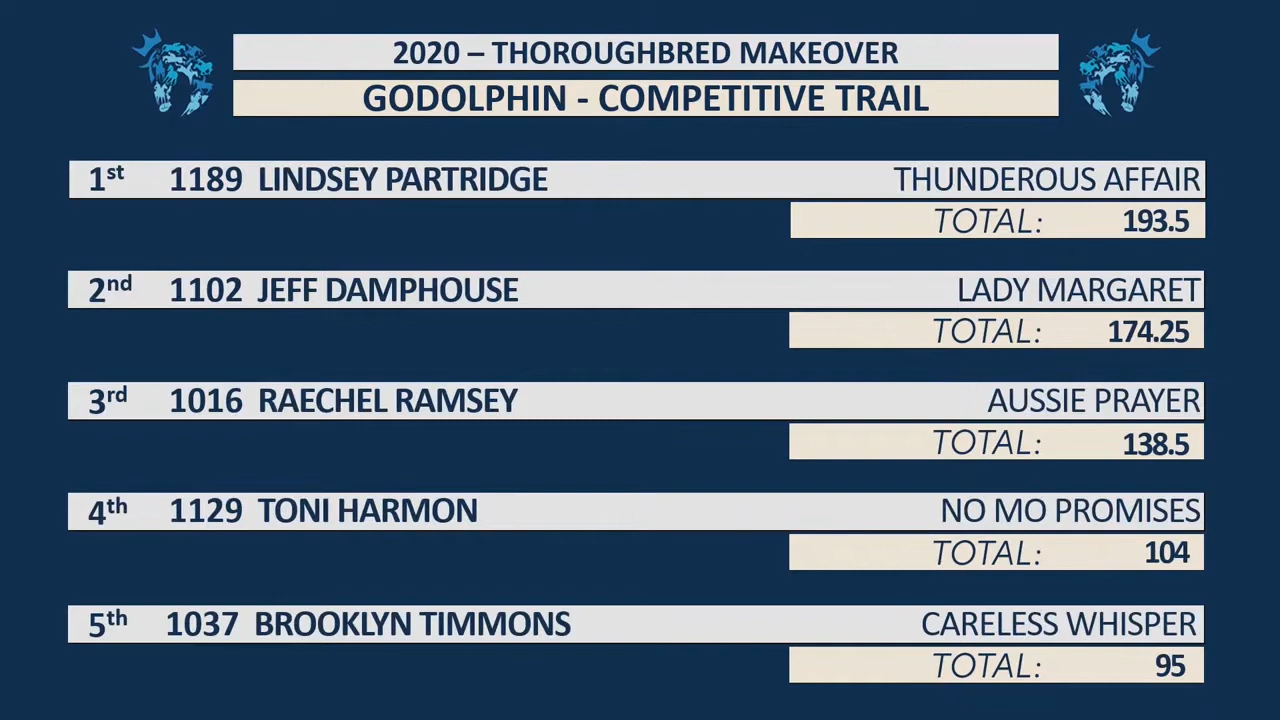 2020 – THOROUGHBRED MAKEOVER
GODOLPHIN - COMPETITIVE TRAIL
1st 1189 LINDSEY PARTRIDGE THUNDEROUS AFFAIR
TOTAL: 193.5
2nd 1102 JEFF DAMPHOUSE LADY MARGARET
TOTAL: 174.25
3rd 1016 RAECHEL RAMSEY AUSSIE PRAYER
TOTAL: 138.5
4th 1129 TONI HARMON NO MO PROMISES
TOTAL: 104
5th 1037 BROOKLYN TIMMONS CARELESS WHISPER
TOTAL: 95